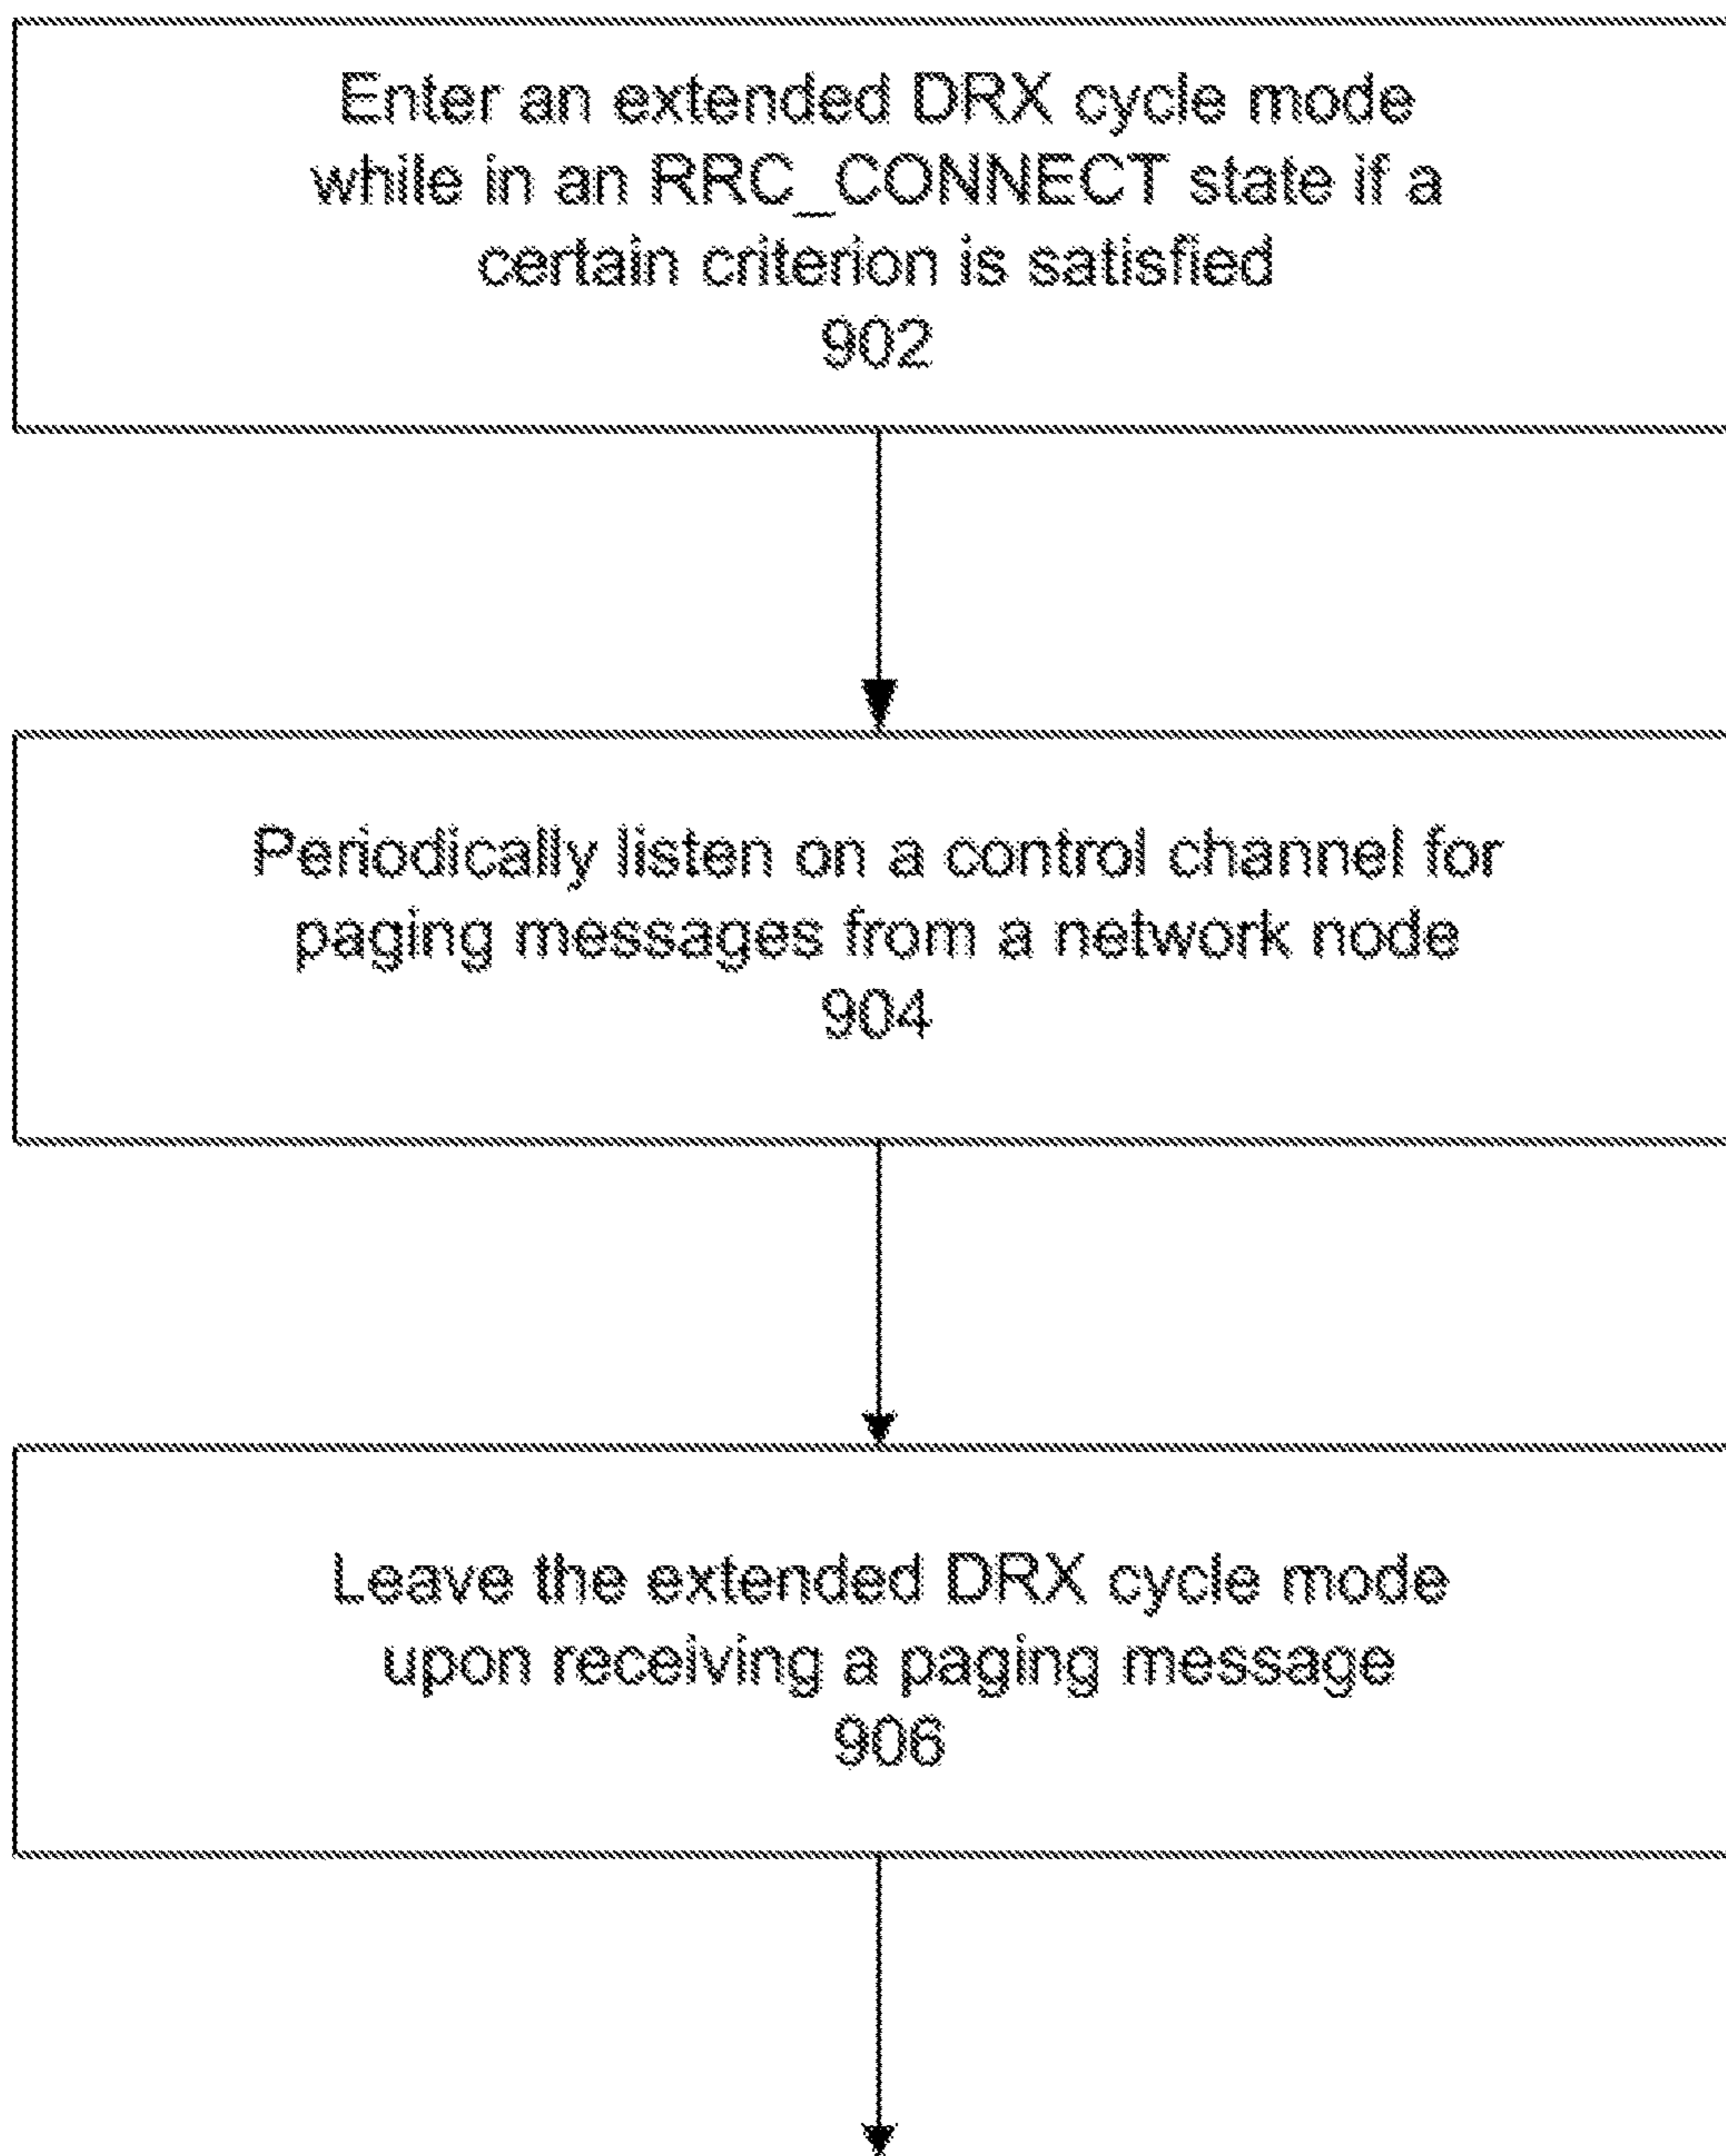 Enter an extended DRX cycle mode
while in an RRC_CONNECT state if a
certain criterion is satisfied
902
Periodically listen on a control channel for
paging messages from a network node
904
Leave the extended DRX cycle mode
upon receiving a paging message
906